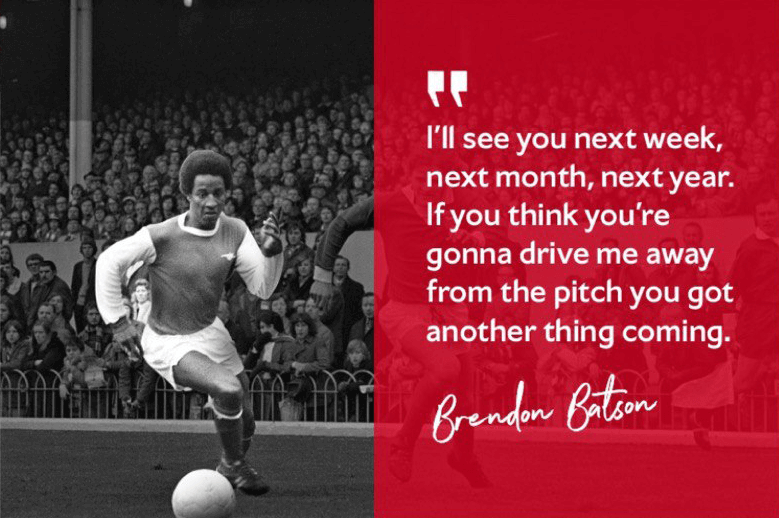 I'll see you next week,
next month, next year.
If you think you're
gonna drive me away
from the pitch you got
another thing coming.
Brendon Batson